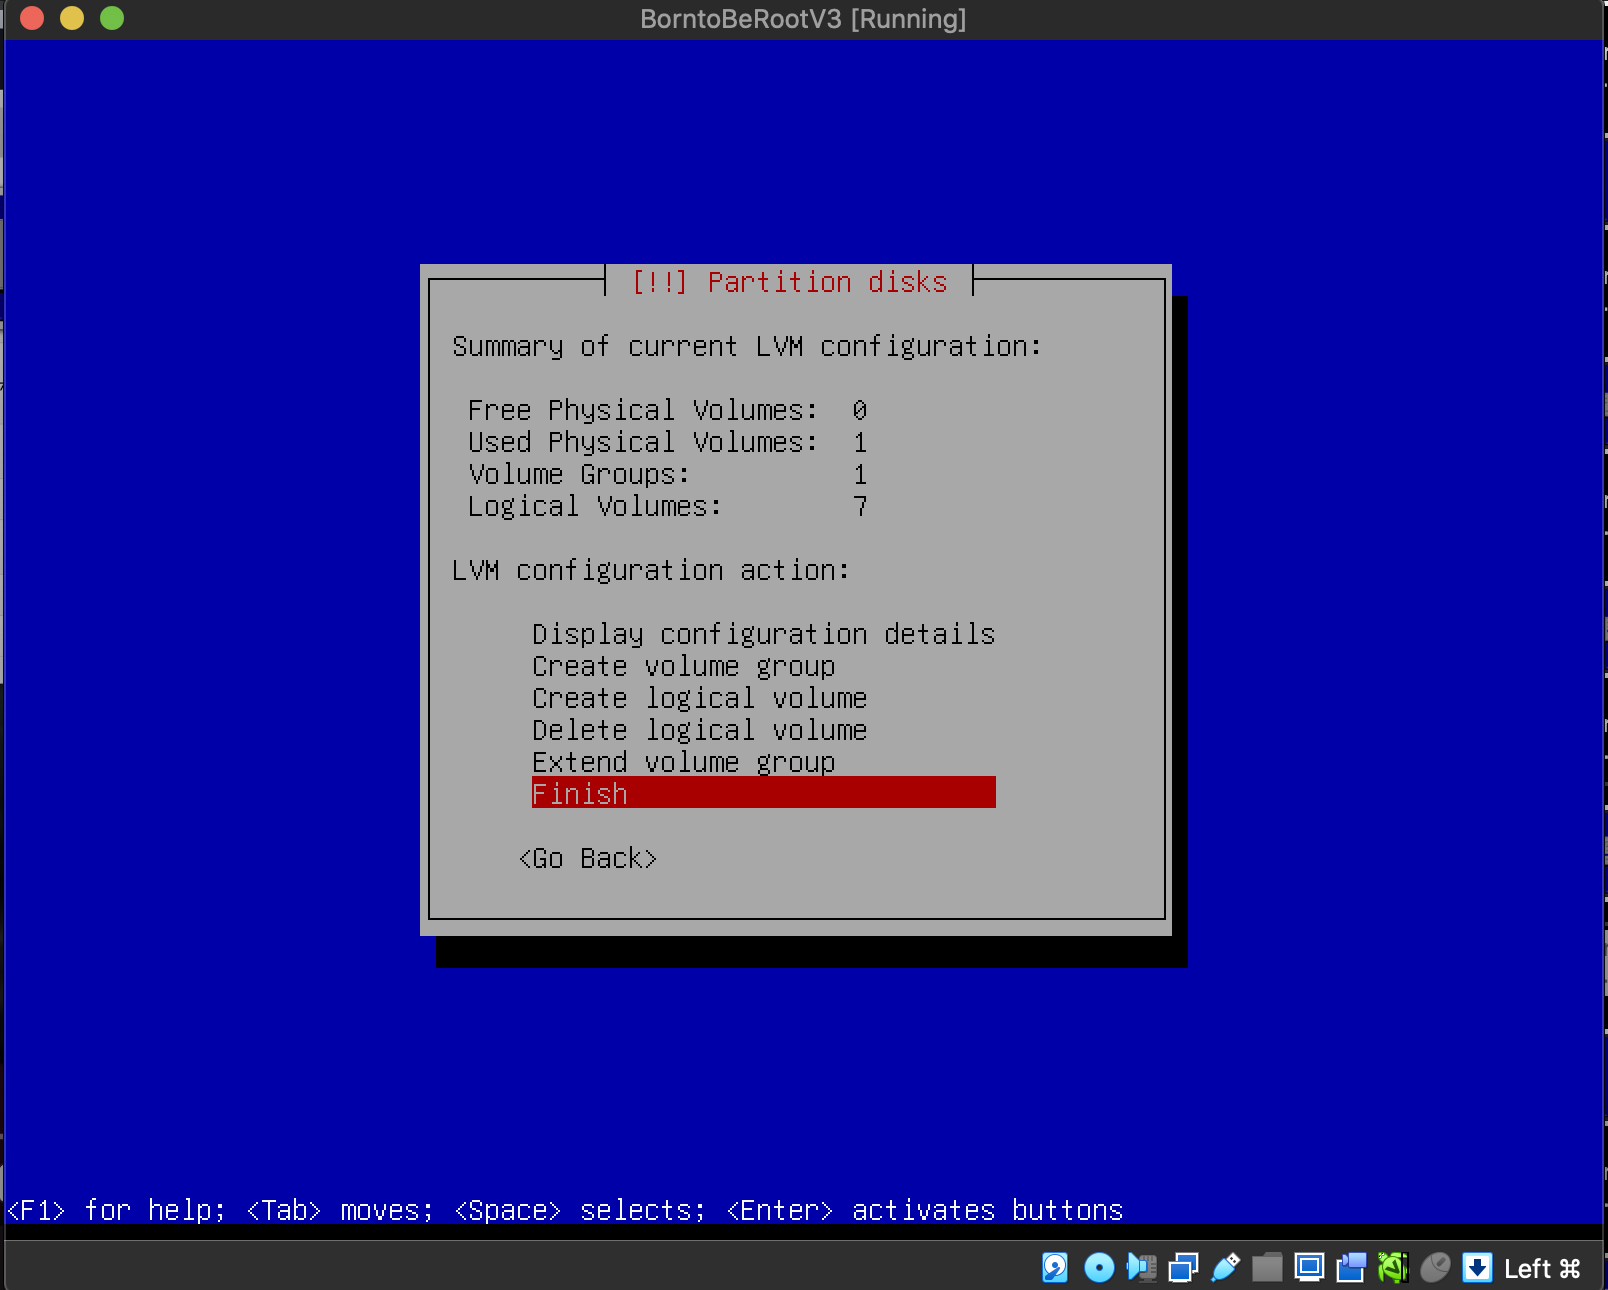 BorntoBeRootV3 [Running]
[!!] Partition disks
Summary of current LVM configuration:
Free Physical Volumes: 0
Used Physical Volumes: 1
Volume Groups: 1
Logical Volumes: 7
LVM configuration action:
Display configuration details
Create volume group
Create logical volume
Delete logical volume
Extend volume group
Finish
<Go Back>
<F1> for help; <Tab> moves; <Space> selects; <Enter> activates buttons
Left ⌘